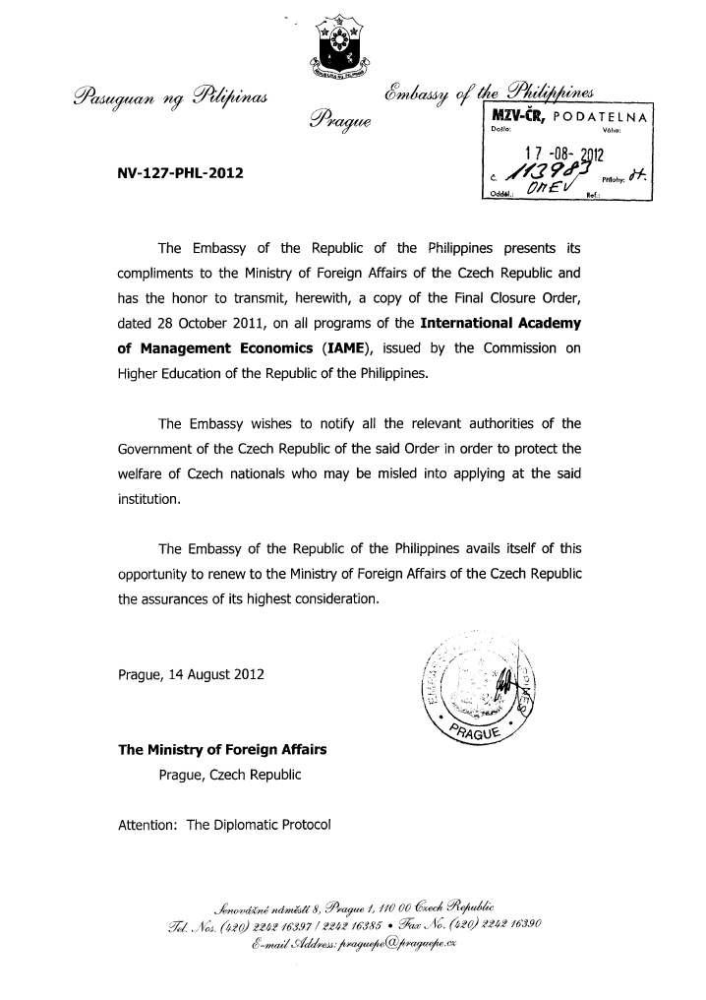 REPUBLIKA NG PILIPINAS
Pasuguan ng Pilipinas
Embassy of the Philippines
Prague
MZV-ČR, PODATELNA
Došlo:
Váha:
17 -08- 2012
Č. 113983 Přílohy:
Odděl.: OMEV Ref.:
NV-127-PHL-2012
The Embassy of the Republic of the Philippines presents its
compliments to the Ministry of Foreign Affairs of the Czech Republic and
has the honor to transmit, herewith, a copy of the Final Closure Order,
dated 28 October 2011, on all programs of the International Academy
of Management Economics (IAME), issued by the Commission on
Higher Education of the Republic of the Philippines.
The Embassy wishes to notify all the relevant authorities of the
Government of the Czech Republic of the said Order in order to protect the
welfare of Czech nationals who may be misled into applying at the said
institution.
The Embassy of the Republic of the Philippines avails itself of this
opportunity to renew to the Ministry of Foreign Affairs of the Czech Republic
the assurances of its highest consideration.
Prague, 14 August 2012
PRAGUE
The Ministry of Foreign Affairs
Prague, Czech Republic
Attention: The Diplomatic Protocol
Senovážné náměstí 8, Prague 1, 110 00 Czech Republic
Tel. Nos. (420) 2242 16397 / 2242 16385 • Fax No. (420) 2242 16390
E-mail Address: praguepe@praguepe.cz